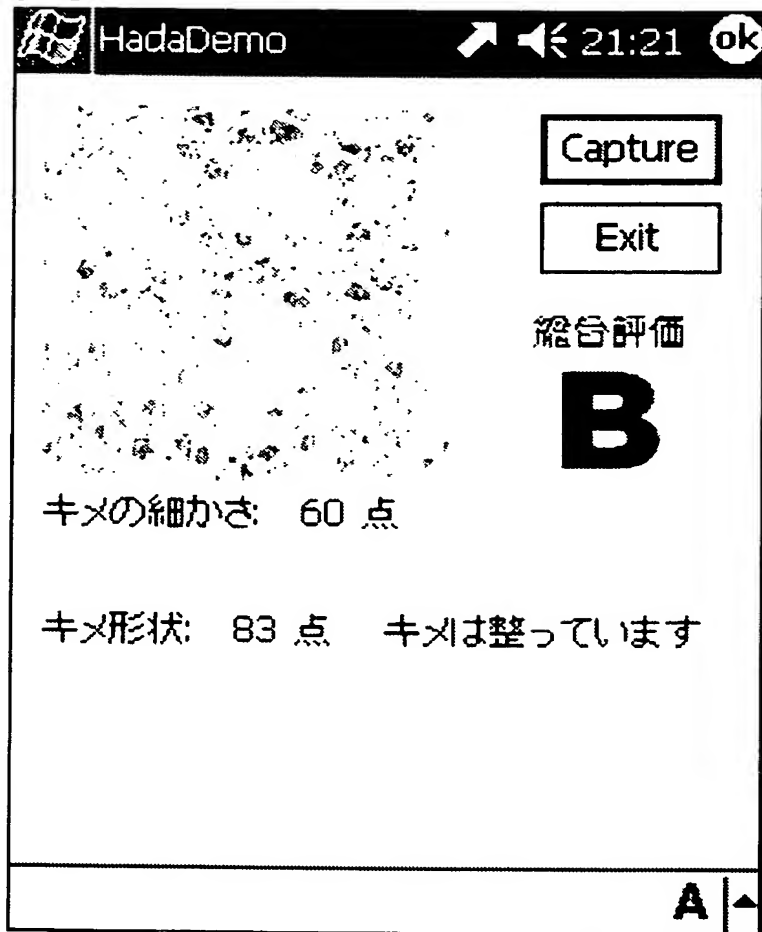 HadaDemo 21:21 ok
Capture
Exit
総合評価
B
キメの細かさ: 60 点
キメ形状: 83 点 キメは整っています
A